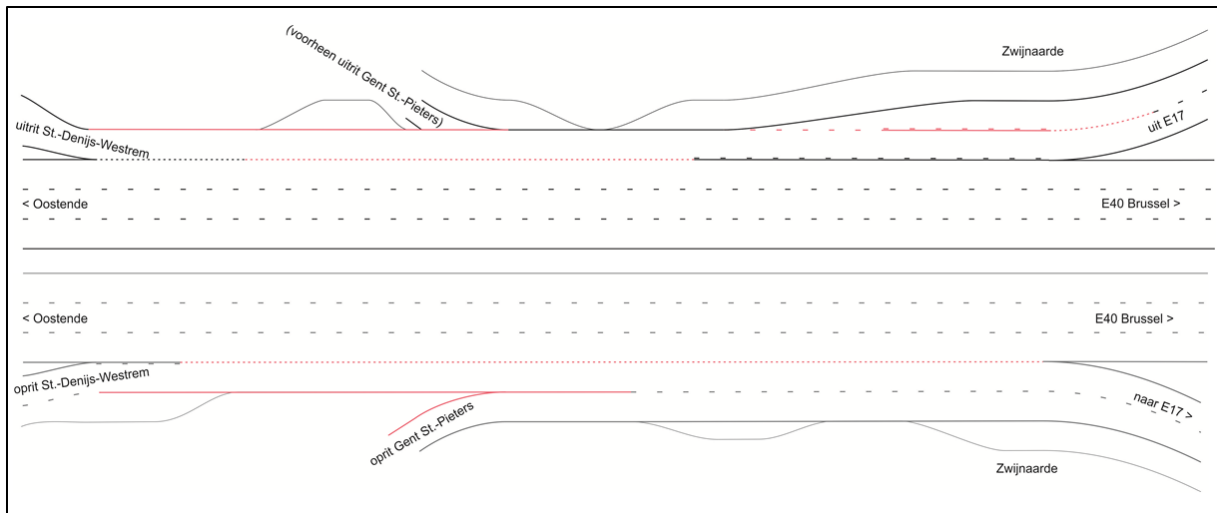 (voorheen uitrit Gent St.-Pieters)
Zwijnaarde
uitrit St.-Denijs-Westrem
uit E17
< Oostende
E40 Brussel >
< Oostende
E40 Brussel >
oprit St.-Denijs-Westrem
oprit Gent St.-Pieters
naar E17 >
Zwijnaarde